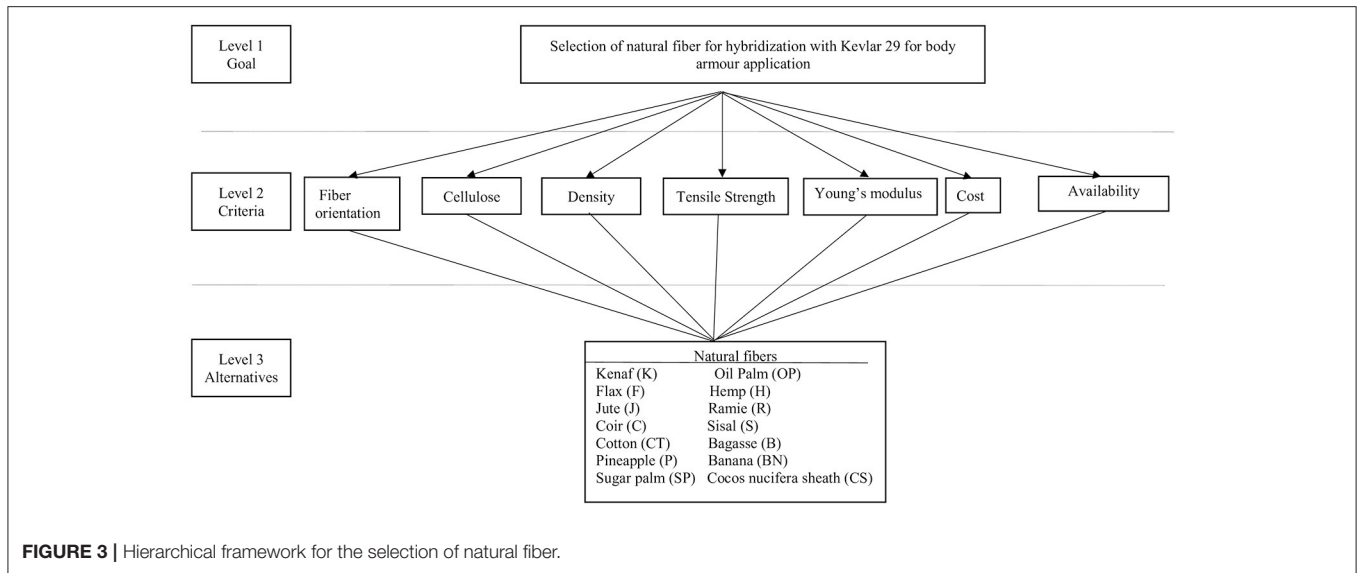 Level 1
Goal
Selection of natural fiber for hybridization with Kevlar 29 for body
armour application
Level 2
Criteria
Fiber
orientation
Cellulose
Density
Tensile Strength
Young's modulus
Cost
Availability
Level 3
Alternatives
Natural fibers
Kenaf (K) Oil Palm (OP)
Flax (F) Hemp (H)
Jute (J) Ramie (R)
Coir (C) Sisal (S)
Cotton (CT) Bagasse (B)
Pineapple (P) Banana (BN)
Sugar palm (SP) Cocos nucifera sheath (CS)
FIGURE 3 | Hierarchical framework for the selection of natural fiber.